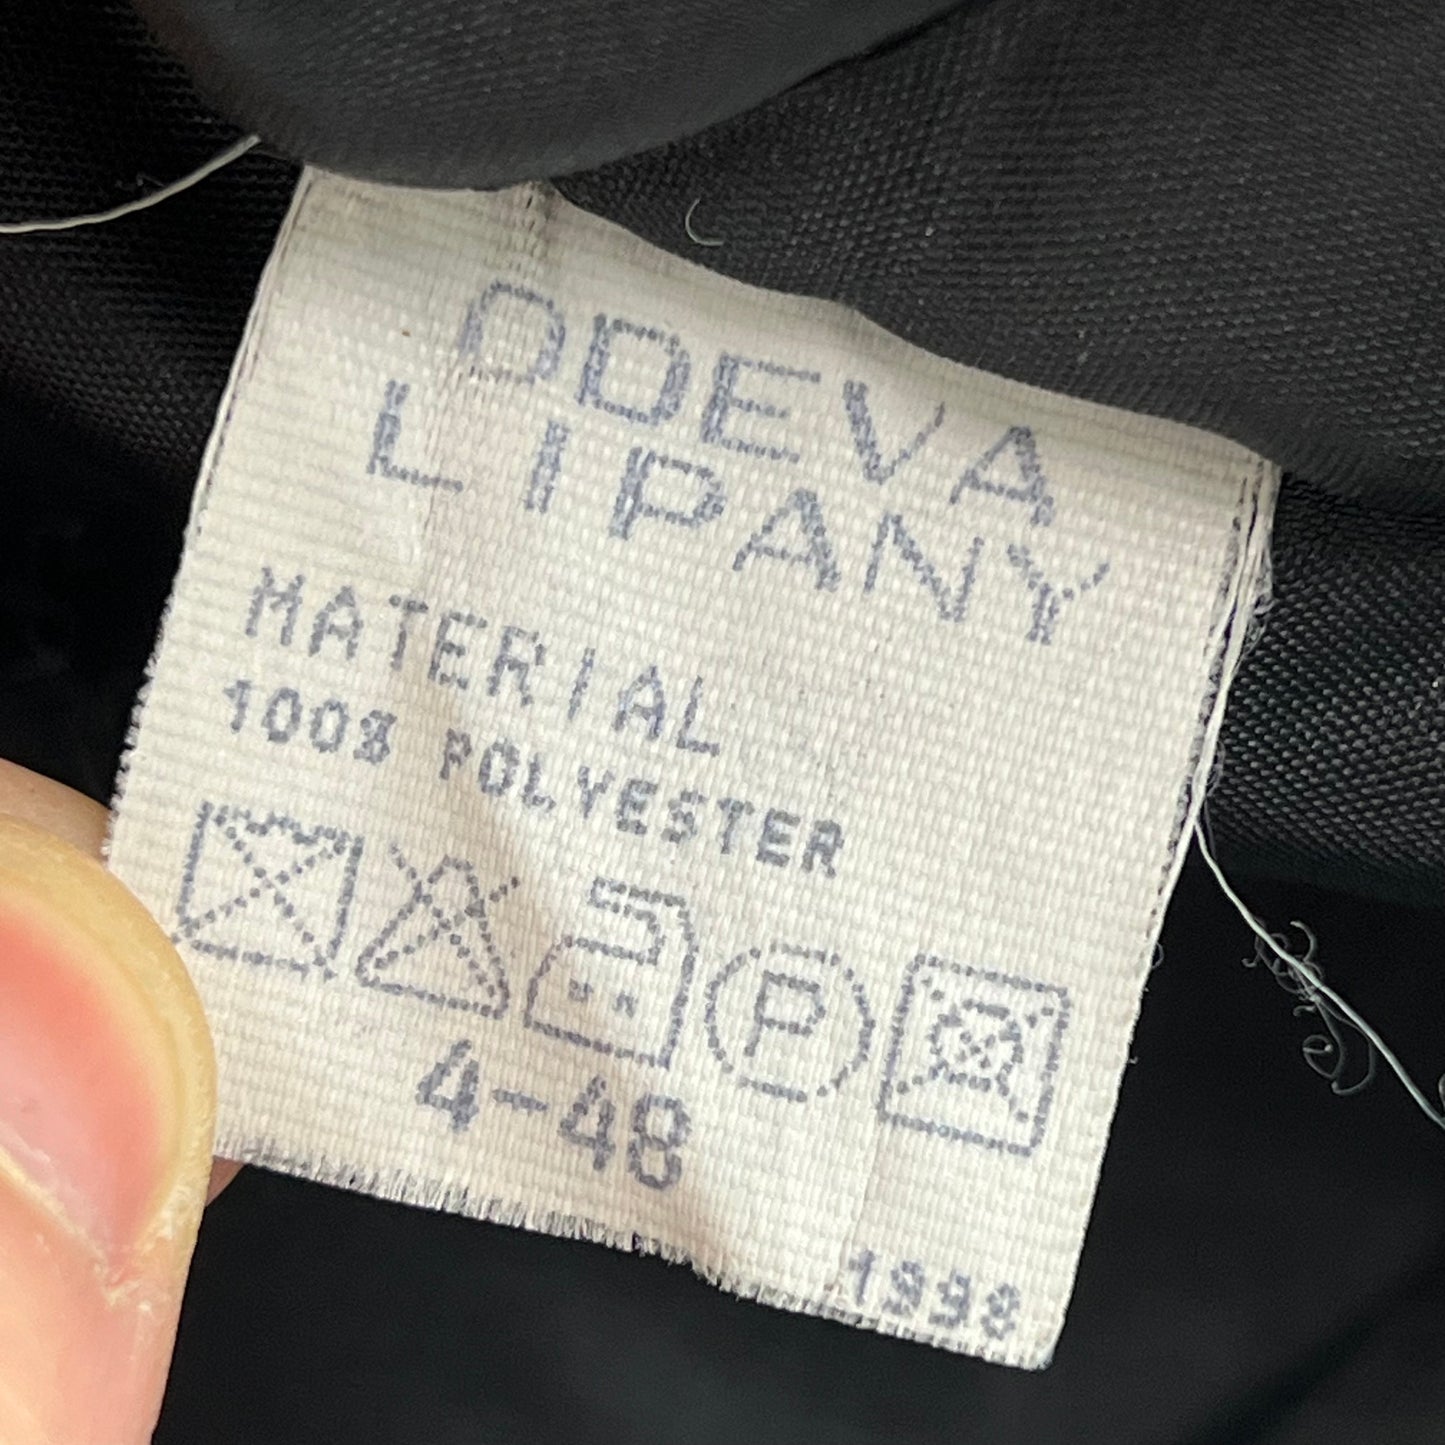 ODEVA
LIPANY
MATERIAL
100% POLYESTER
P
4-48
1998